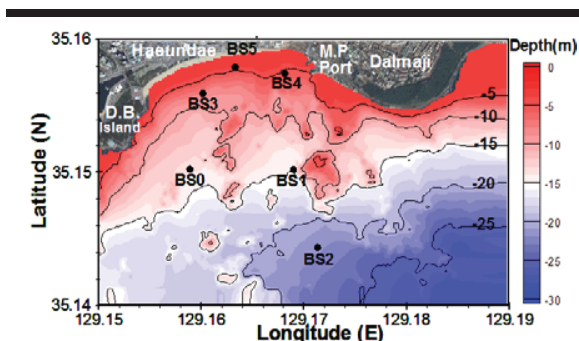 35.16
35.15
35.14
Latitude (N)
129.15 129.16 129.17 129.18 129.19
Longitude (E)
Haeundae BS5
M.P.
Port
Dalmaji
BS4
BS3
D.B.
Island
BS0
BS1
BS2
-5
-10
-15
-20
-25
Depth(m)
0
-5
-10
-15
-20
-25
-30